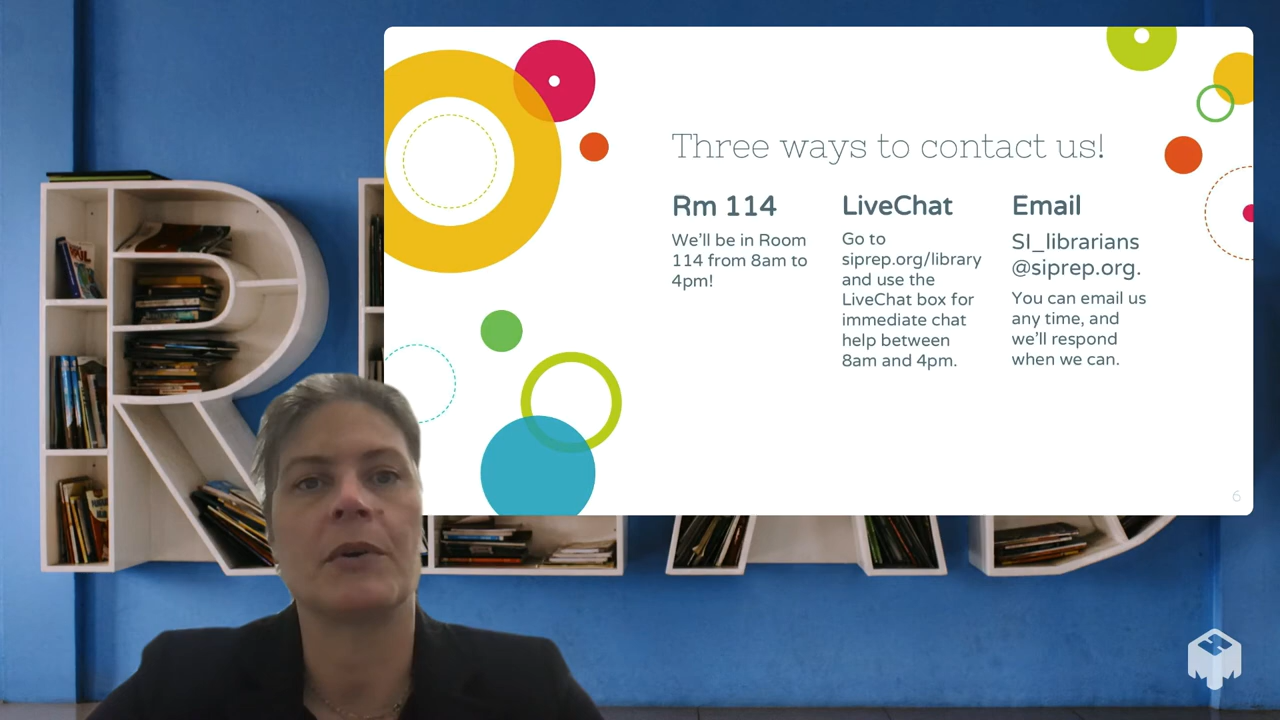 Three ways to contact us!
Rm 114
We'll be in Room
114 from 8am to
4pm!
LiveChat
Go to
siprep.org/library
and use the
LiveChat box for
immediate chat
help between
8am and 4pm.
Email
SI_librarians
@siprep.org.
You can email us
any time, and
we'll respond
when we can.
6